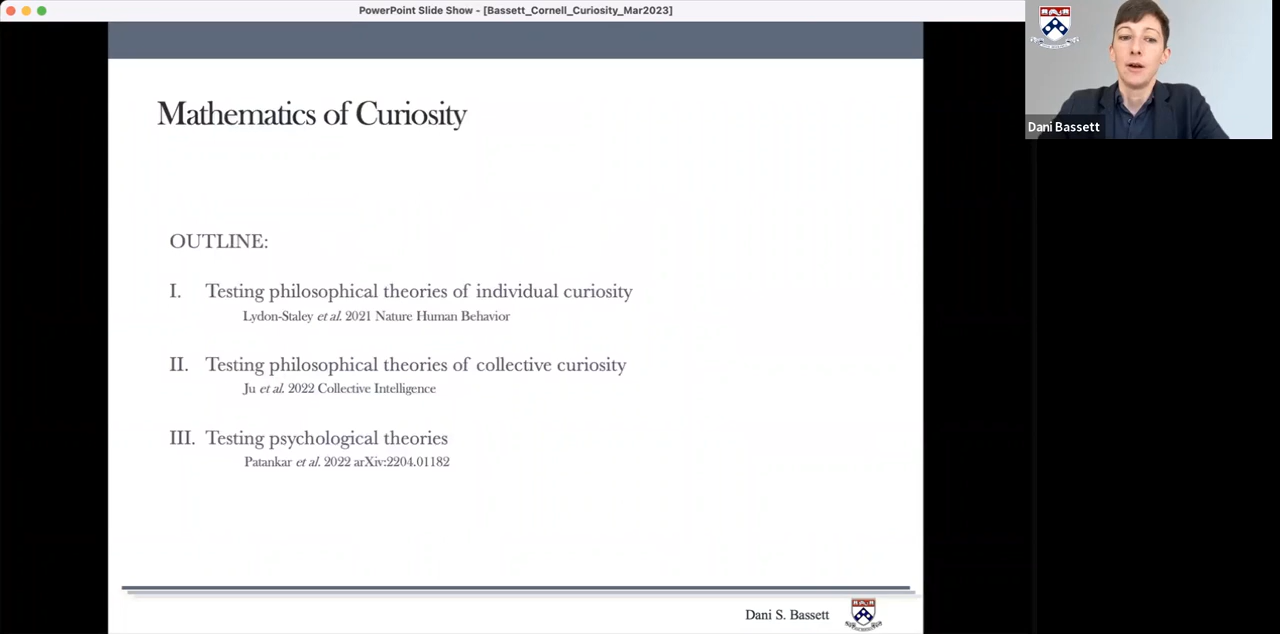 PowerPoint Slide Show - [Bassett_Cornell_Curiosity_Mar2023]
Dani Bassett
Mathematics of Curiosity
OUTLINE:
I. Testing philosophical theories of individual curiosity
Lydon-Staley et al. 2021 Nature Human Behavior
II. Testing philosophical theories of collective curiosity
Ju et al. 2022 Collective Intelligence
III. Testing psychological theories
Patankar et al. 2022 arXiv:2204.01182
Dani S. Bassett